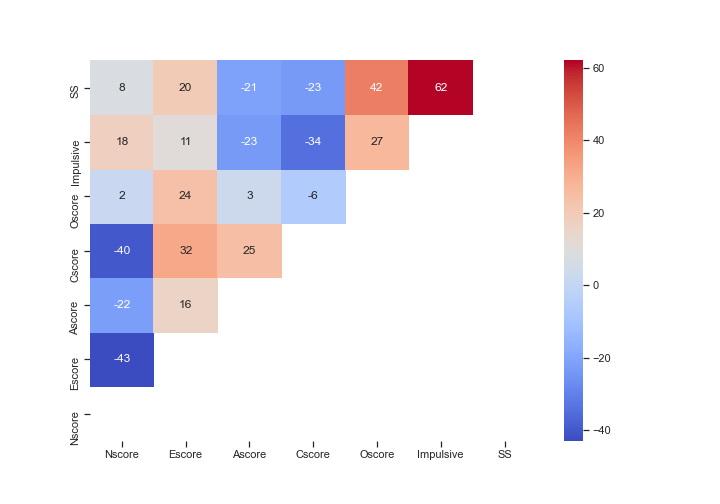 SS 8 20 -21 -23 42 62
Impulsive 18 11 -23 -34 27
Oscore 2 24 3 -6
Cscore -40 32 25
Ascore -22 16
Escore -43
Nscore
Nscore Escore Ascore Cscore Oscore Impulsive SS
60
40
20
0
−20
−40